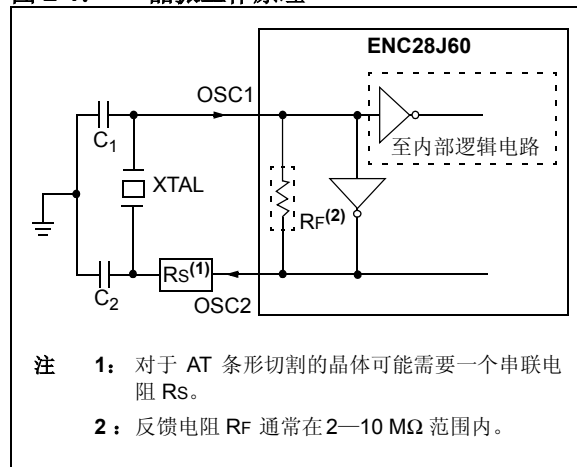 ENC28J60
OSC1
C1
至内部逻辑电路
XTAL
RF(2)
RS(1)
C2
OSC2
注 1： 对于 AT 条形切割的晶体可能需要一个串联电
阻 RS。
2： 反馈电阻 RF 通常在 2—10 MΩ 范围内。